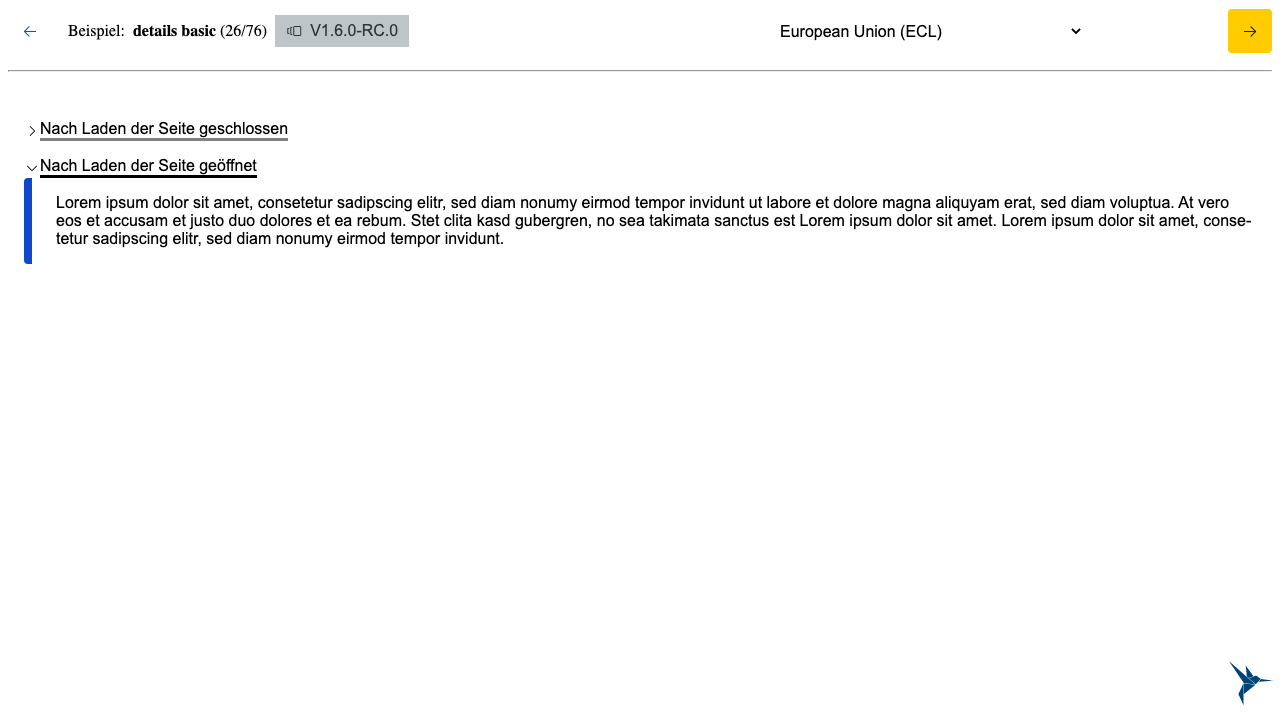 Beispiel: details basic (26/76) V1.6.0-RC.0 European Union (ECL)
Nach Laden der Seite geschlossen
Nach Laden der Seite geöffnet
Lorem ipsum dolor sit amet, consetetur sadipscing elitr, sed diam nonumy eirmod tempor invidunt ut labore et dolore magna aliquyam erat, sed diam voluptua. At vero
eos et accusam et justo duo dolores et ea rebum. Stet clita kasd gubergren, no sea takimata sanctus est Lorem ipsum dolor sit amet. Lorem ipsum dolor sit amet, conse-
tetur sadipscing elitr, sed diam nonumy eirmod tempor invidunt.